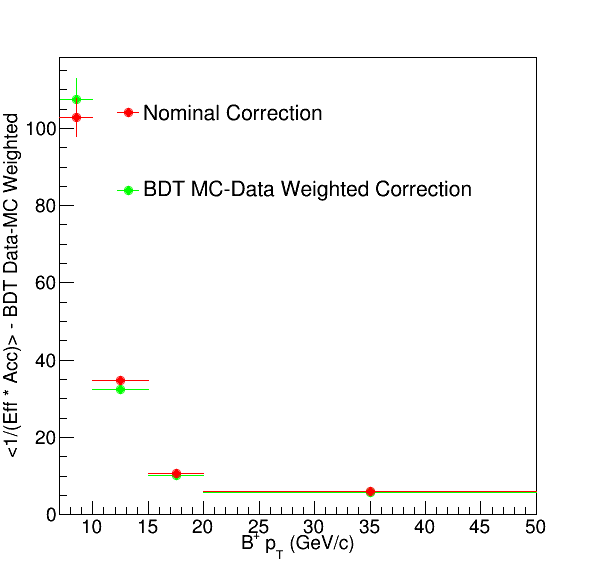 <1/(Eff * Acc)> - BDT Data-MC Weighted
100
80
60
40
20
0
Nominal Correction
BDT MC-Data Weighted Correction
10 15 20 25 30 35 40 45 50
B+ pT (GeV/c)